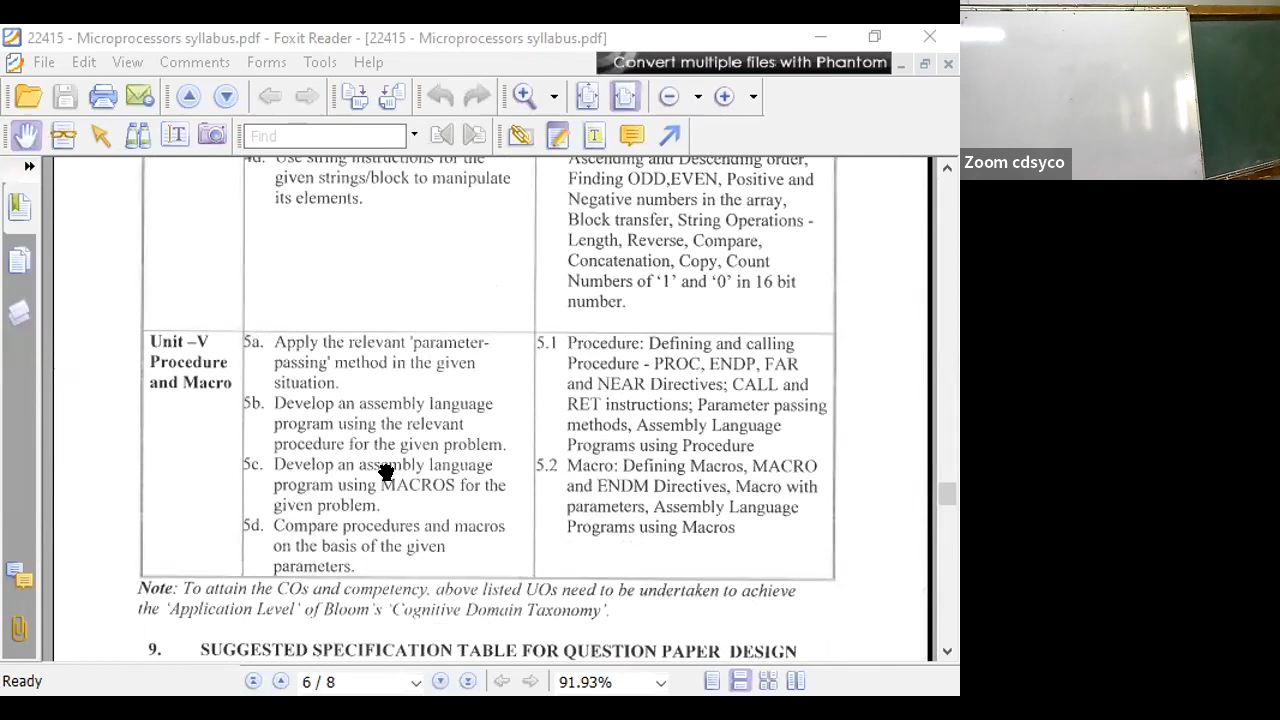 22415 - Microprocessors syllabus.pdf - Foxit Reader - [22415 - Microprocessors syllabus.pdf]
File Edit View Comments Forms Tools Help
Convert multiple files with Phantom
Find
Zoom cdsyco
4d. Use string instructions for the
given strings/block to manipulate
its elements.
Ascending and Descending order,
Finding ODD,EVEN, Positive and
Negative numbers in the array,
Block transfer, String Operations -
Length, Reverse, Compare,
Concatenation, Copy, Count
Numbers of ‘1’ and ‘0’ in 16 bit
number.
Unit –V
Procedure
and Macro
5a. Apply the relevant 'parameter-
passing' method in the given
situation.
5b. Develop an assembly language
program using the relevant
procedure for the given problem.
5c. Develop an assembly language
program using MACROS for the
given problem.
5d. Compare procedures and macros
on the basis of the given
parameters.
5.1 Procedure: Defining and calling
Procedure - PROC, ENDP, FAR
and NEAR Directives; CALL and
RET instructions; Parameter passing
methods, Assembly Language
Programs using Procedure
5.2 Macro: Defining Macros, MACRO
and ENDM Directives, Macro with
parameters, Assembly Language
Programs using Macros
Note: To attain the COs and competency, above listed UOs need to be undertaken to achieve
the ‘Application Level’ of Bloom’s ‘Cognitive Domain Taxonomy’.
9. SUGGESTED SPECIFICATION TABLE FOR QUESTION PAPER DESIGN
Ready
6 / 8
91.93%